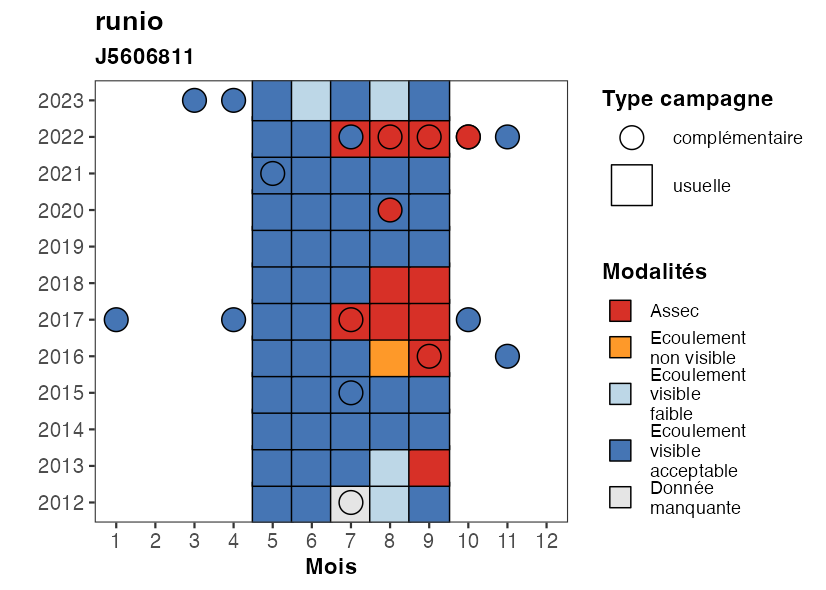 runio
J5606811
2023
2022
2021
2020
2019
2018
2017
2016
2015
2014
2013
2012
1 2 3 4 5 6 7 8 9 10 11 12
Mois
Type campagne
complémentaire
usuelle
Modalités
Assec
Ecoulement
non visible
Ecoulement
visible
faible
Ecoulement
visible
acceptable
Donnée
manquante